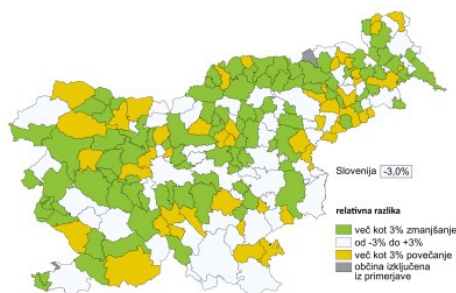 Slovenija -3,0%
relativna razlika
več kot 3% zmanjšanje
od -3% do +3%
več kot 3% povečanje
občina izključena
iz primerjave